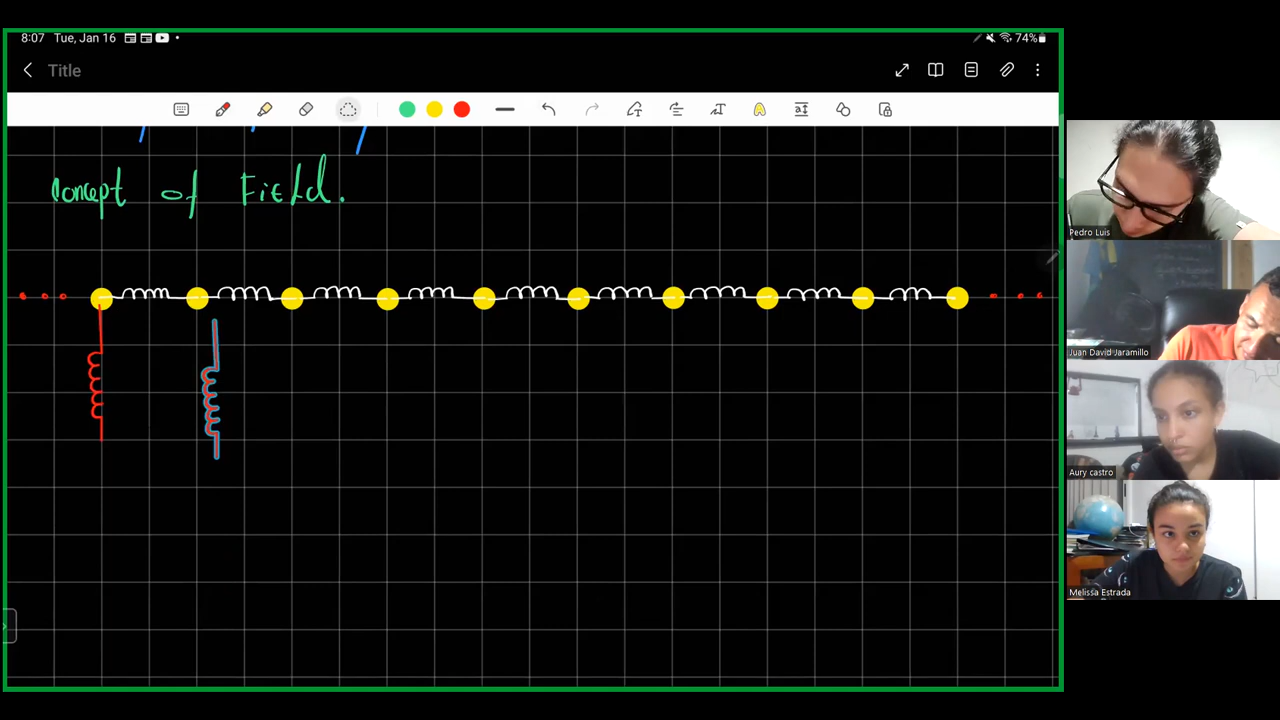 8:07 Tue, Jan 16
74%
Title
Concept of Field.
Pedro Luis
Juan David Jaramillo
Aury castro
Melissa Estrada